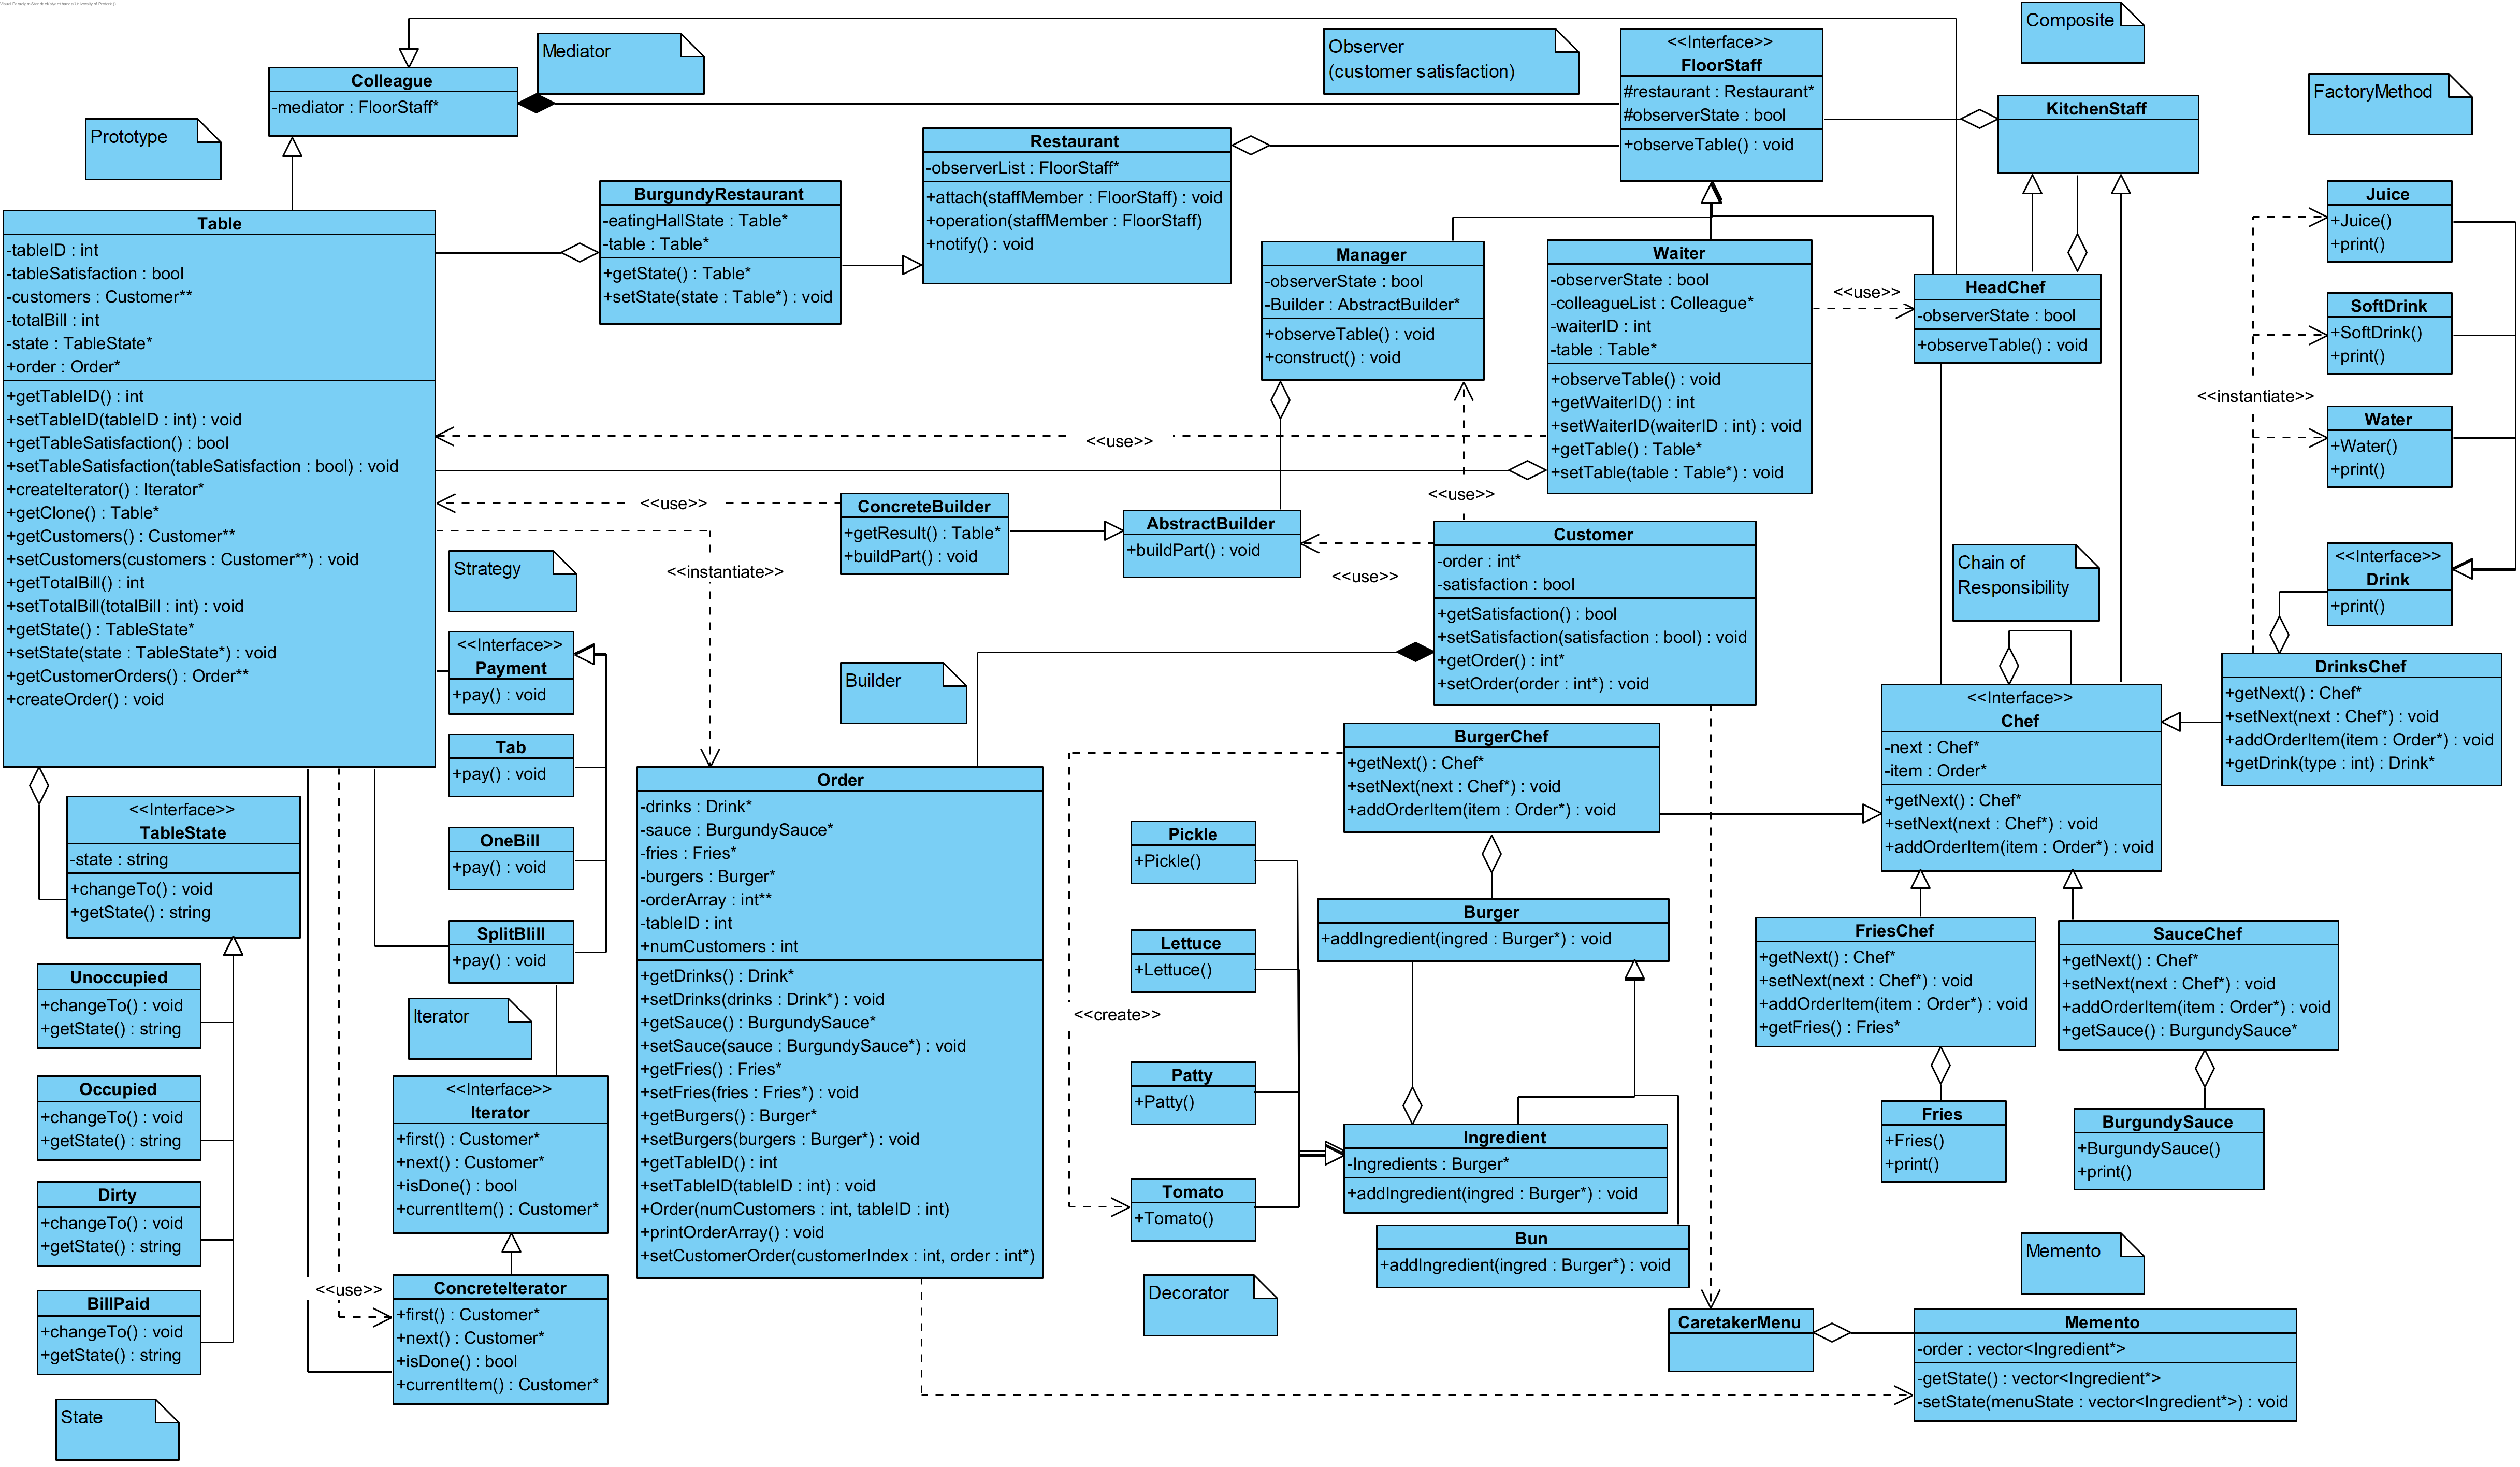 Visual Paradigm Standard(UniversityofPretoria))
Mediator
Observer
(customer satisfaction)
Composite
FactoryMethod
Prototype
Colleague
-mediator : FloorStaff*
<<Interface>>
FloorStaff
#restaurant : Restaurant*
#observerState : bool
+observeTable() : void
KitchenStaff
Restaurant
-observerList : FloorStaff*
+attach(staffMember : FloorStaff) : void
+operation(staffMember : FloorStaff)
+notify() : void
BurgundyRestaurant
-eatingHallState : Table*
-table : Table*
+getState() : Table*
+setState(state : Table*) : void
Table
-tableID : int
-tableSatisfaction : bool
-customers : Customer**
-totalBill : int
-state : TableState*
+order : Order*
+getTableID() : int
+setTableID(tableID : int) : void
+getTableSatisfaction() : bool
+setTableSatisfaction(tableSatisfaction : bool) : void
+createIterator() : Iterator*
+getClone() : Table*
+getCustomers() : Customer**
+setCustomers(customers : Customer**) : void
+getTotalBill() : int
+setTotalBill(totalBill : int) : void
+getState() : TableState*
+setState(state : TableState*) : void
+getCustomerOrders() : Order**
+createOrder() : void
Manager
-observerState : bool
-Builder : AbstractBuilder*
+observeTable() : void
+construct() : void
Waiter
-observerState : bool
-colleagueList : Colleague*
-waiterID : int
-table : Table*
+observeTable() : void
+getWaiterID() : int
+setWaiterID(waiterID : int) : void
+getTable() : Table*
+setTable(table : Table*) : void
<<use>>
HeadChef
-observerState : bool
+observeTable() : void
Juice
+Juice()
+print()
SoftDrink
+SoftDrink()
+print()
<<instantiate>>
Water
+Water()
+print()
<<Interface>>
Drink
+print()
<<use>>
<<use>>
<<use>>
ConcreteBuilder
+getResult() : Table*
+buildPart() : void
AbstractBuilder
+buildPart() : void
<<use>>
Customer
-order : int*
-satisfaction : bool
+getSatisfaction() : bool
+setSatisfaction(satisfaction : bool) : void
+getOrder() : int*
+setOrder(order : int*) : void
Chain of
Responsibility
<<instantiate>>
Strategy
<<Interface>>
Payment
+pay() : void
Tab
+pay() : void
OneBill
+pay() : void
SplitBlill
+pay() : void
Builder
DrinksChef
+getNext() : Chef*
+setNext(next : Chef*) : void
+addOrderItem(item : Order*) : void
+getDrink(type : int) : Drink*
<<Interface>>
Chef
-next : Chef*
-item : Order*
+getNext() : Chef*
+setNext(next : Chef*) : void
+addOrderItem(item : Order*) : void
BurgerChef
+getNext() : Chef*
+setNext(next : Chef*) : void
+addOrderItem(item : Order*) : void
Order
-drinks : Drink*
-sauce : BurgundySauce*
-fries : Fries*
-burgers : Burger*
-orderArray : int**
-tableID : int
+numCustomers : int
+getDrinks() : Drink*
+setDrinks(drinks : Drink*) : void
+getSauce() : BurgundySauce*
+setSauce(sauce : BurgundySauce*) : void
+getFries() : Fries*
+setFries(fries : Fries*) : void
+getBurgers() : Burger*
+setBurgers(burgers : Burger*) : void
+getTableID() : int
+setTableID(tableID : int) : void
+Order(numCustomers : int, tableID : int)
+printOrderArray() : void
+setCustomerOrder(customerIndex : int, order : int*)
<<Interface>>
TableState
-state : string
+changeTo() : void
+getState() : string
Unoccupied
+changeTo() : void
+getState() : string
Occupied
+changeTo() : void
+getState() : string
Dirty
+changeTo() : void
+getState() : string
BillPaid
+changeTo() : void
+getState() : string
State
Iterator
<<Interface>>
Iterator
+first() : Customer*
+next() : Customer*
+isDone() : bool
+currentItem() : Customer*
<<use>>
ConcreteIterator
+first() : Customer*
+next() : Customer*
+isDone() : bool
+currentItem() : Customer*
Pickle
+Pickle()
Lettuce
+Lettuce()
<<create>>
Patty
+Patty()
Tomato
+Tomato()
Burger
+addIngredient(ingred : Burger*) : void
Ingredient
-Ingredients : Burger*
+addIngredient(ingred : Burger*) : void
Bun
+addIngredient(ingred : Burger*) : void
Decorator
FriesChef
+getNext() : Chef*
+setNext(next : Chef*) : void
+addOrderItem(item : Order*) : void
+getFries() : Fries*
SauceChef
+getNext() : Chef*
+setNext(next : Chef*) : void
+addOrderItem(item : Order*) : void
+getSauce() : BurgundySauce*
Fries
+Fries()
+print()
BurgundySauce
+BurgundySauce()
+print()
Memento
CaretakerMenu
Memento
-order : vector<Ingredient*>
-getState() : vector<Ingredient*>
-setState(menuState : vector<Ingredient*>) : void